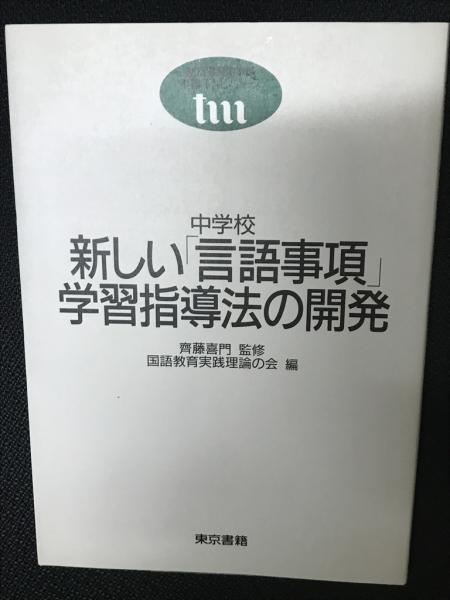 tm
中学校
新しい「言語事項」
学習指導法の開発
齊藤喜門 監修
国語教育実践理論の会 編
東京書籍